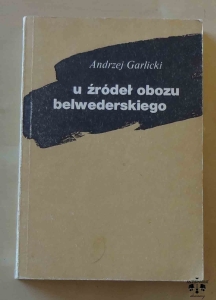 Andrzej Garlicki
u źródeł obozu
belwederskiego